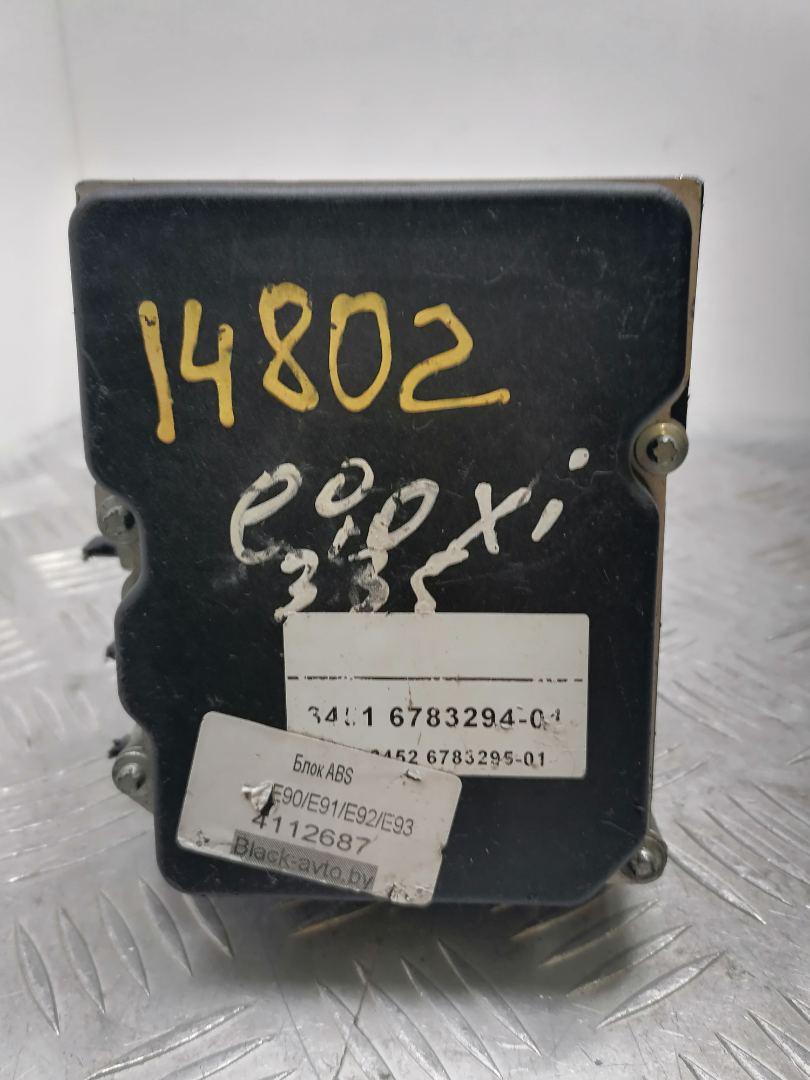 14802
e90 xi
335
3451 6783294-01
3452 6783295-01
Блок ABS
E90/E91/E92/E93
4112687
Black-avto.by